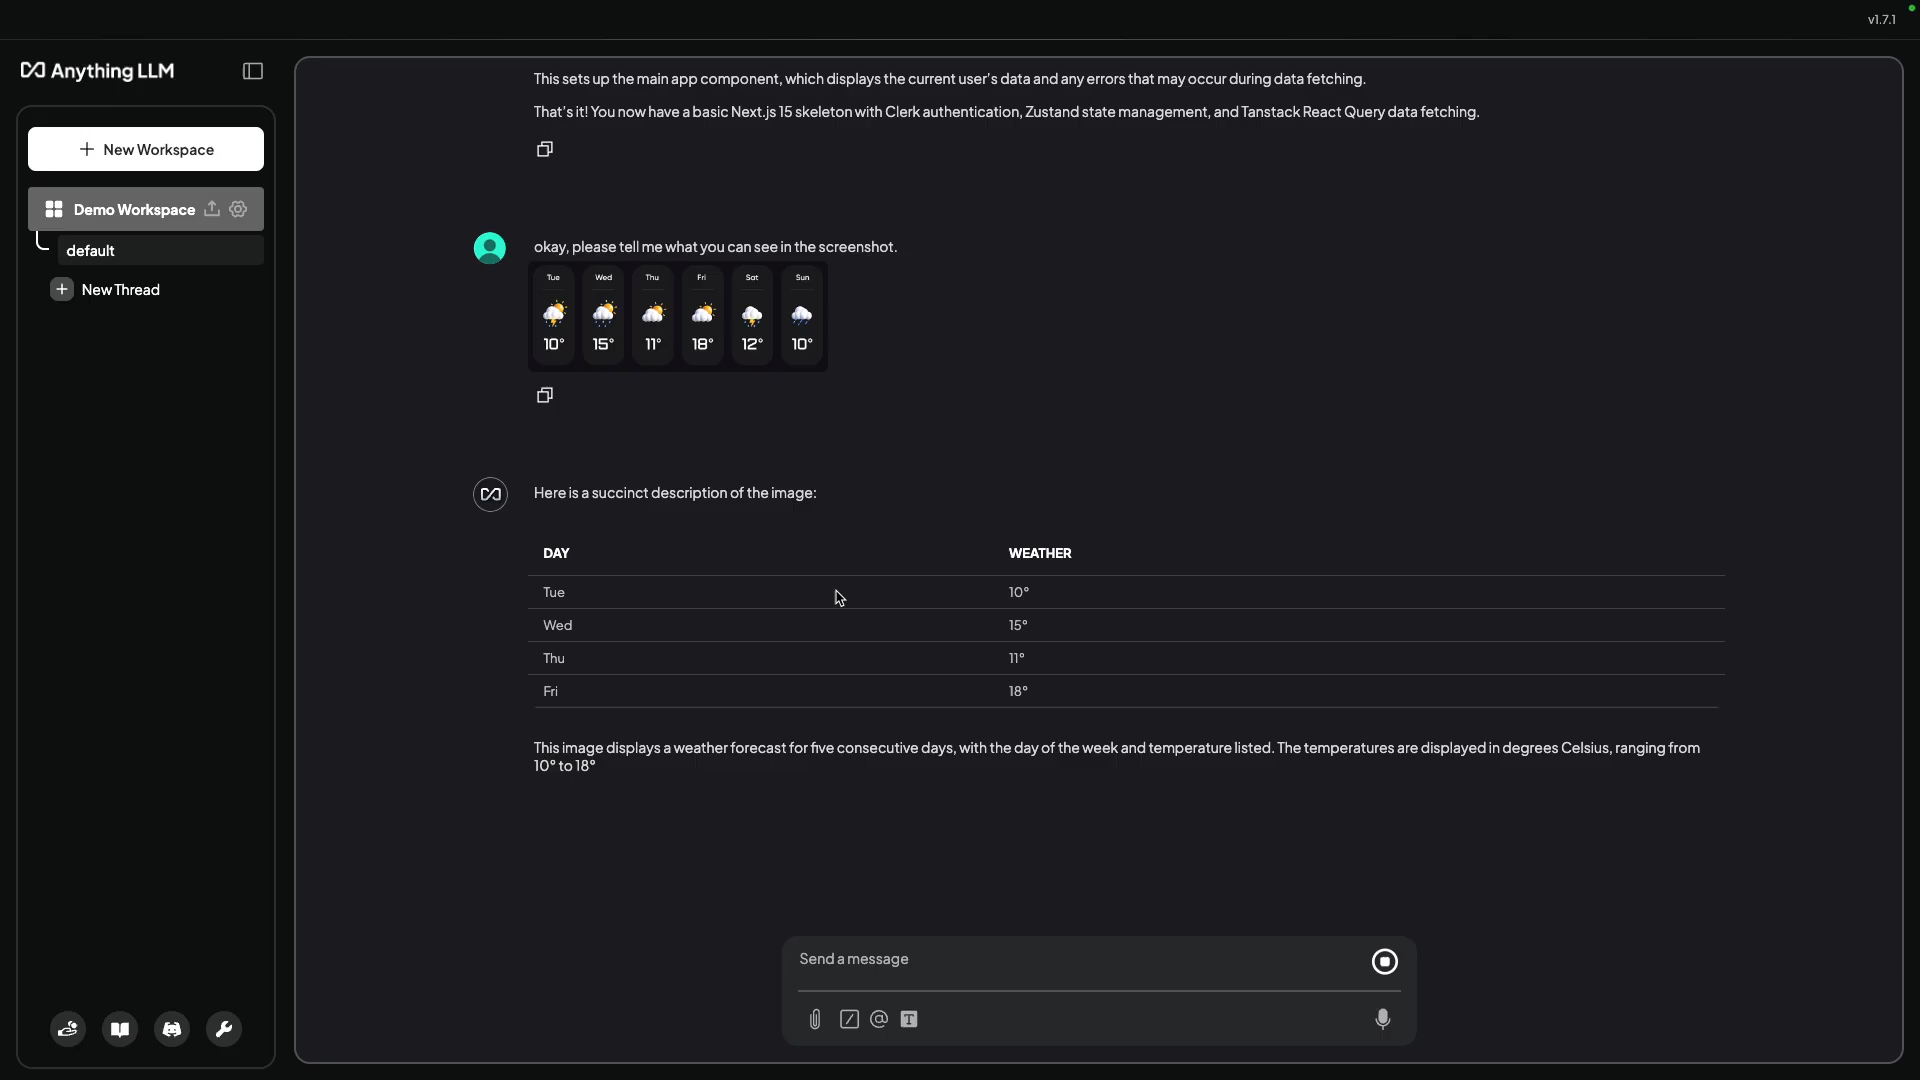 v1.7.1
Anything LLM
New Workspace
Demo Workspace
default
New Thread
This sets up the main app component, which displays the current user's data and any errors that may occur during data fetching.
That's it! You now have a basic Next.js 15 skeleton with Clerk authentication, Zustand state management, and Tanstack React Query data fetching.
okay, please tell me what you can see in the screenshot.
Tue Wed Thu Fri Sat Sun
10° 15° 11° 18° 12° 10°
Here is a succinct description of the image:
DAY WEATHER
Tue 10°
Wed 15°
Thu 11°
Fri 18°
This image displays a weather forecast for five consecutive days, with the day of the week and temperature listed. The temperatures are displayed in degrees Celsius, ranging from
10° to 18°
Send a message